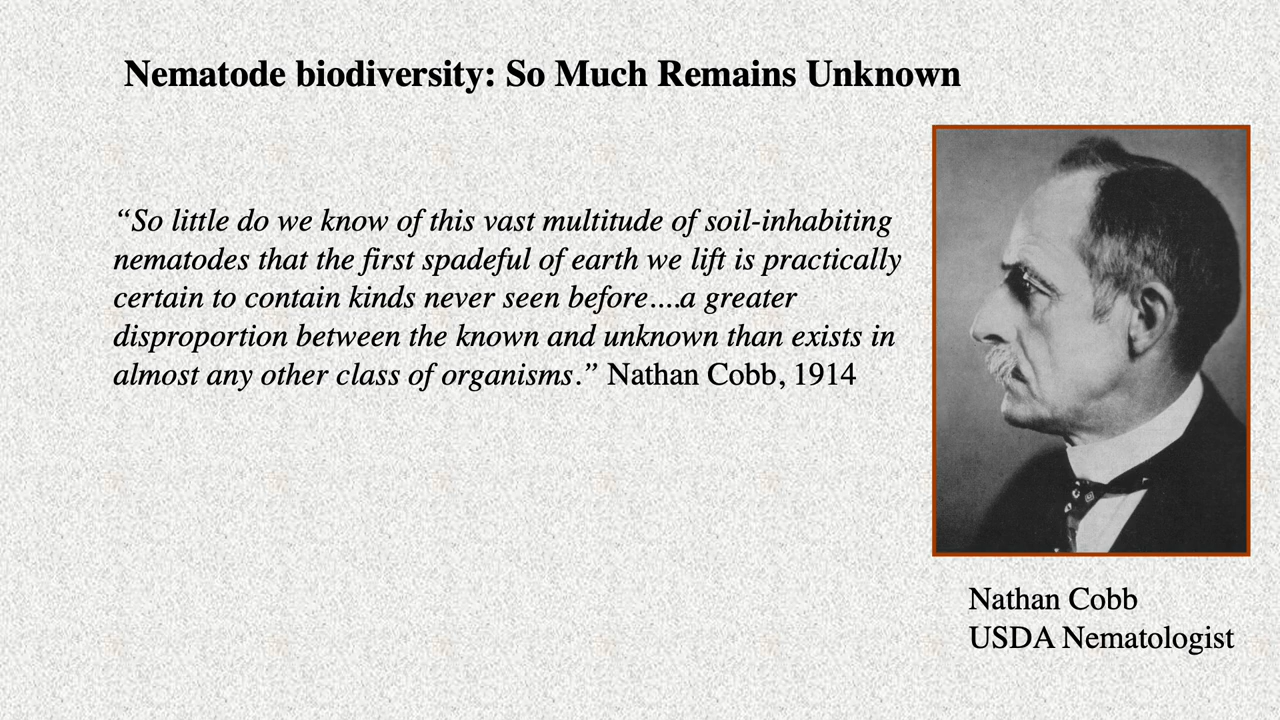 Nematode biodiversity: So Much Remains Unknown
“So little do we know of this vast multitude of soil-inhabiting
nematodes that the first spadeful of earth we lift is practically
certain to contain kinds never seen before....a greater
disproportion between the known and unknown than exists in
almost any other class of organisms.” Nathan Cobb, 1914
Nathan Cobb
USDA Nematologist